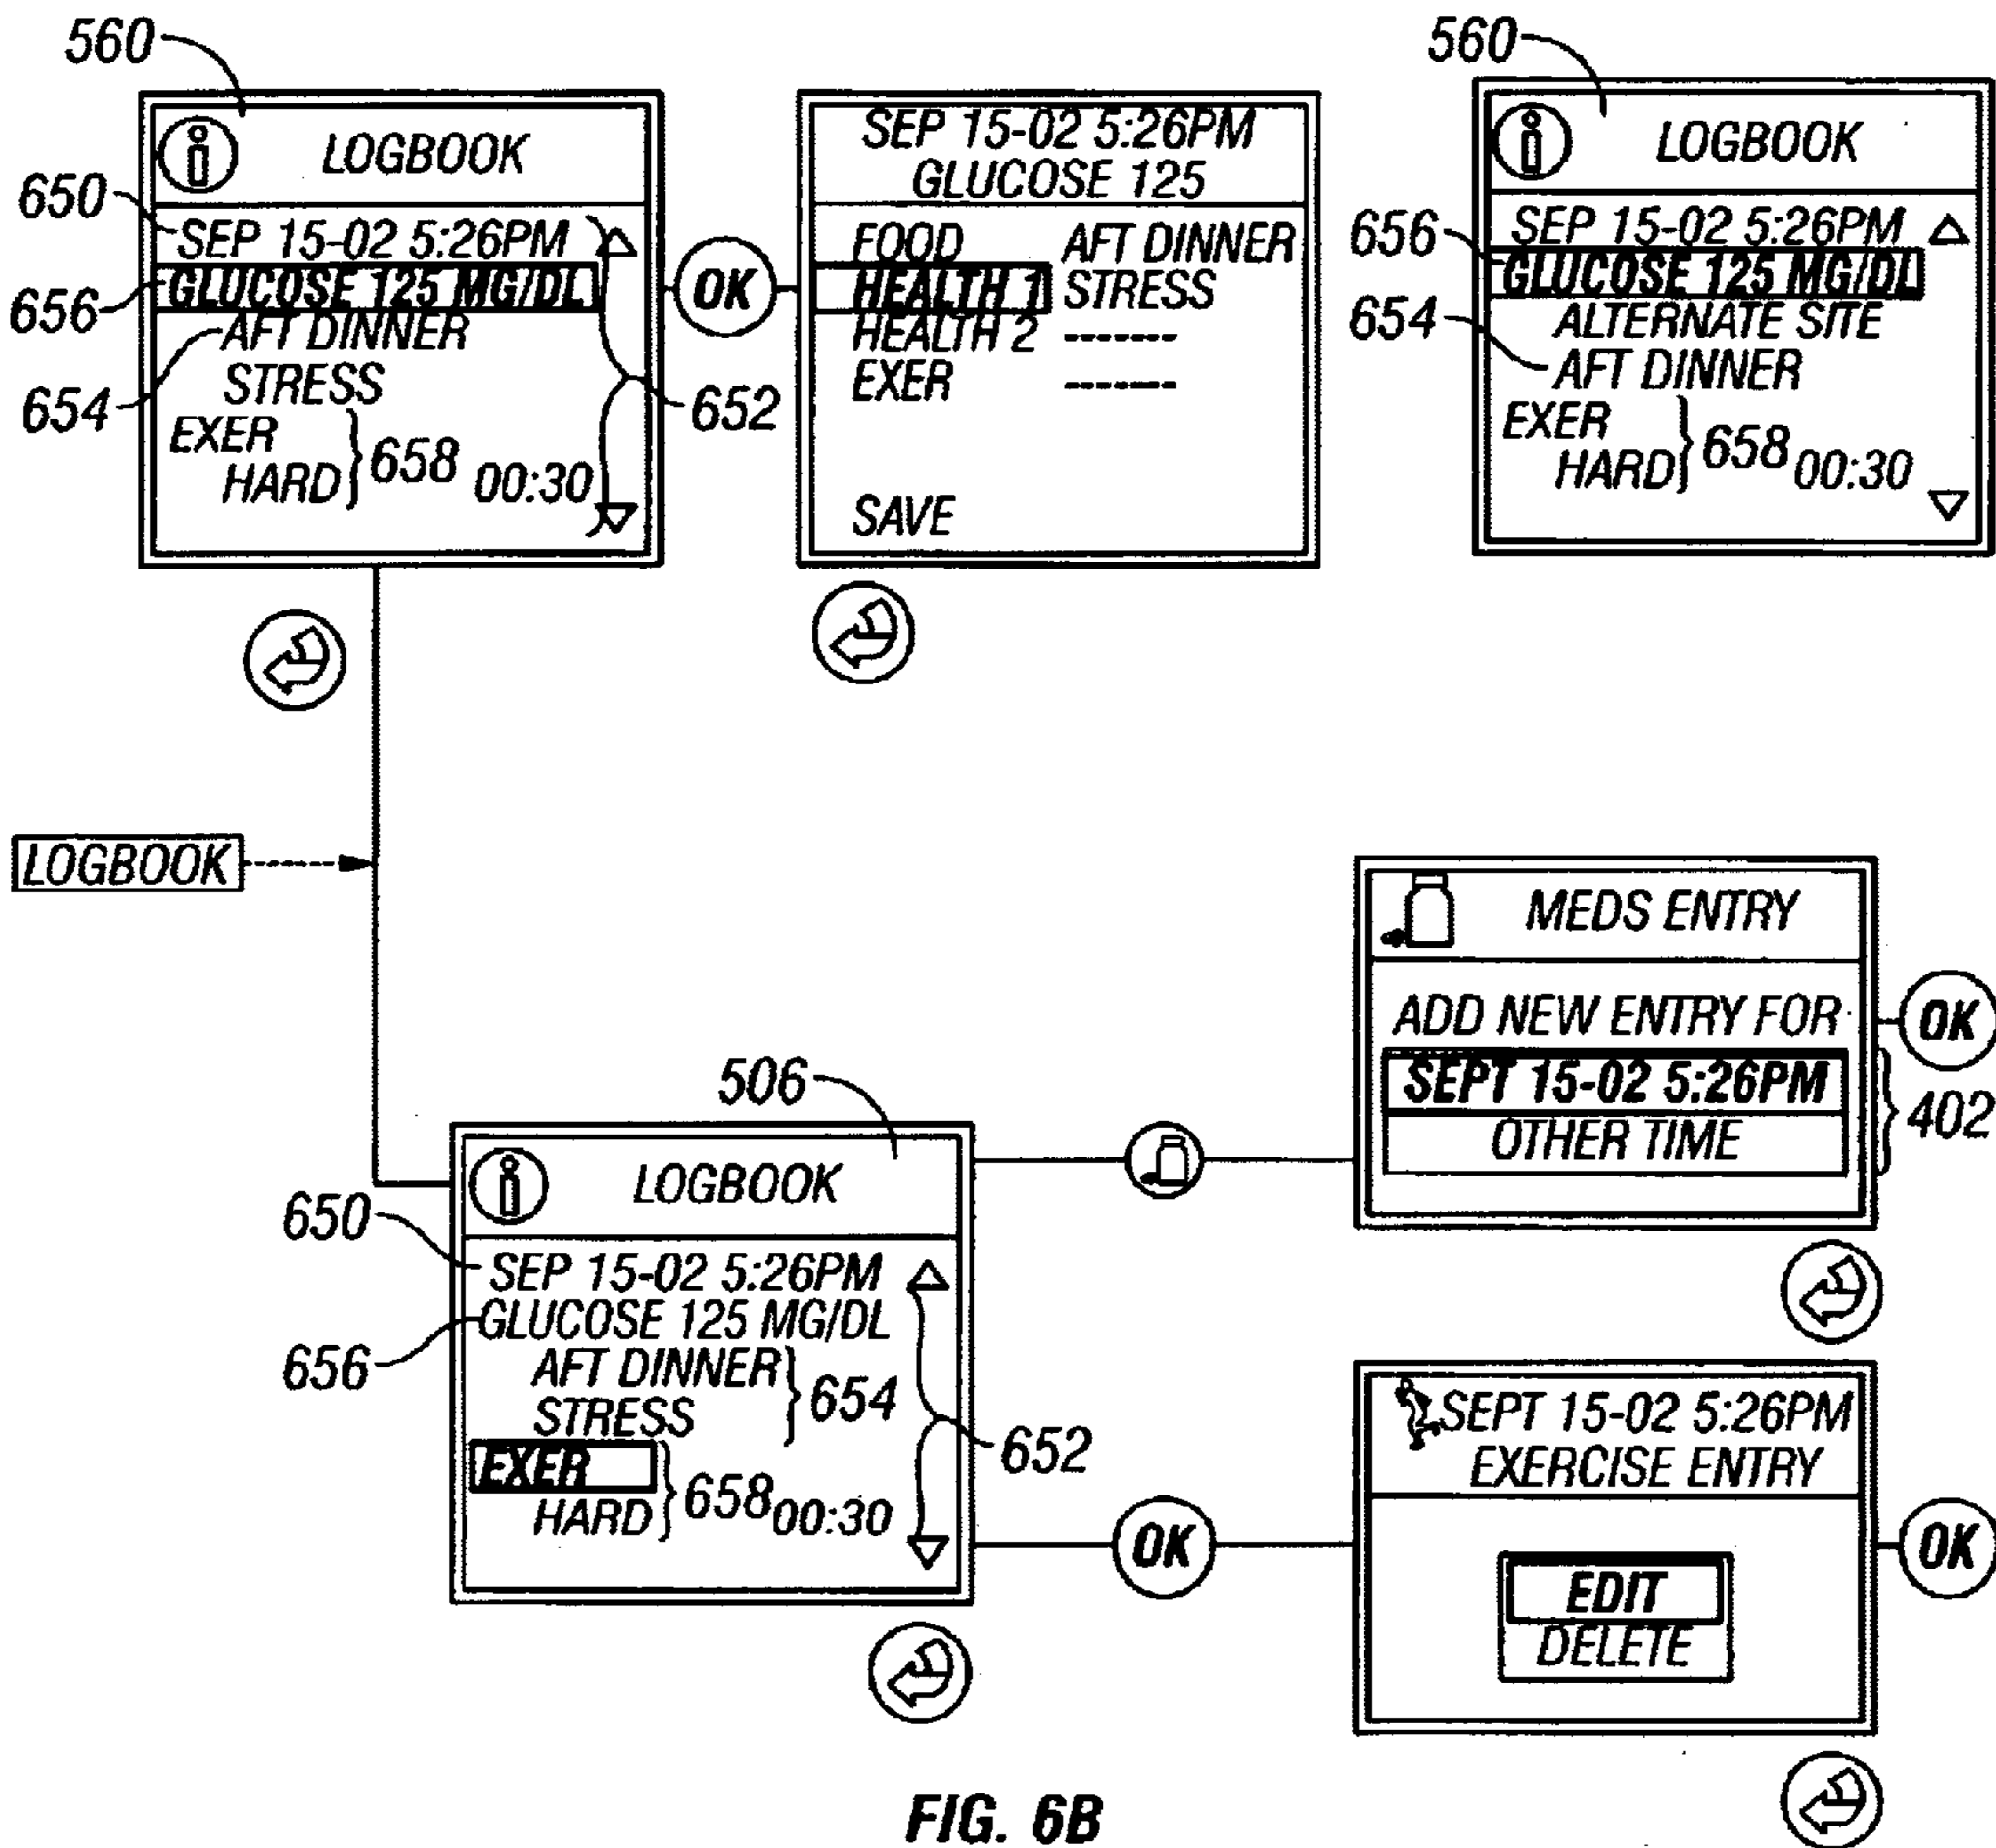 560
LOGBOOK
650
SEP 15-02 5:26PM
656
GLUCOSE 125 MG/DL
654
AFT DINNER
STRESS
EXER
HARD
658
00:30
652
OK
SEP 15-02 5:26PM
GLUCOSE 125
FOOD AFT DINNER
HEALTH 1 STRESS
HEALTH 2 -------
EXER -------
SAVE
560
LOGBOOK
SEP 15-02 5:26PM
656
GLUCOSE 125 MG/DL
ALTERNATE SITE
654
AFT DINNER
EXER
HARD
658
00:30
LOGBOOK
506
LOGBOOK
650
SEP 15-02 5:26PM
656
GLUCOSE 125 MG/DL
AFT DINNER
STRESS
654
EXER
HARD
658
00:30
652
MEDS ENTRY
ADD NEW ENTRY FOR
OK
SEPT 15-02 5:26PM
OTHER TIME
402
OK
SEPT 15-02 5:26PM
EXERCISE ENTRY
EDIT
DELETE
OK
FIG. 6B